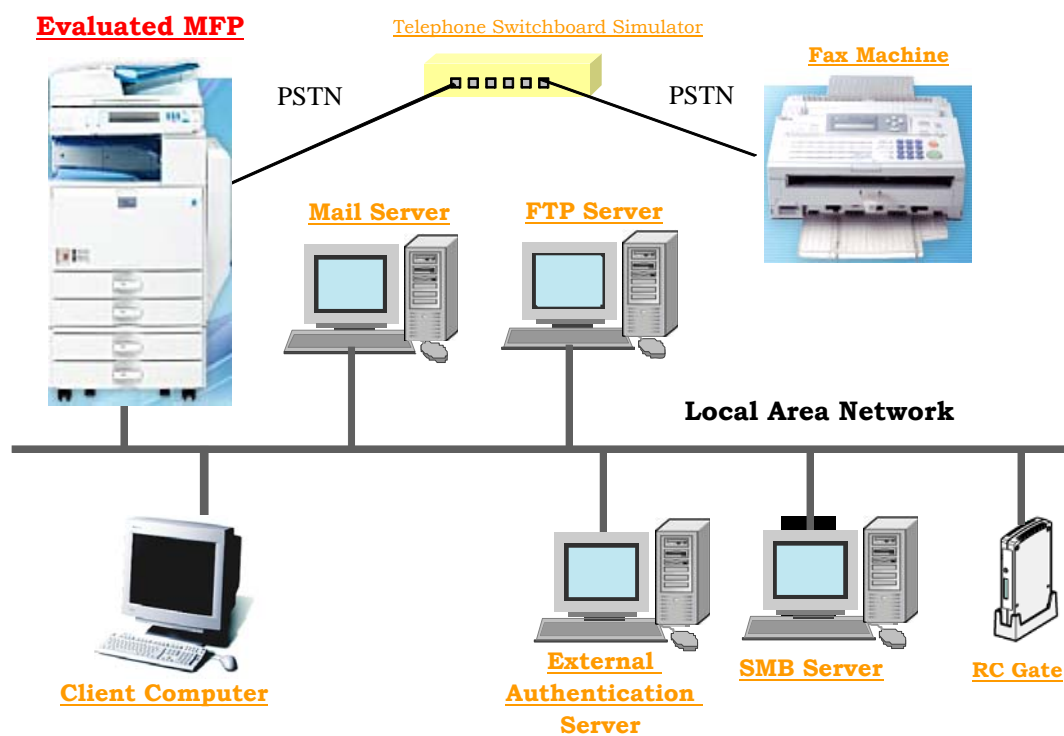 Evaluated MFP
Telephone Switchboard Simulator
Fax Machine
PSTN
PSTN
Mail Server
FTP Server
Local Area Network
Client Computer
External
Authentication
Server
SMB Server
RC Gate